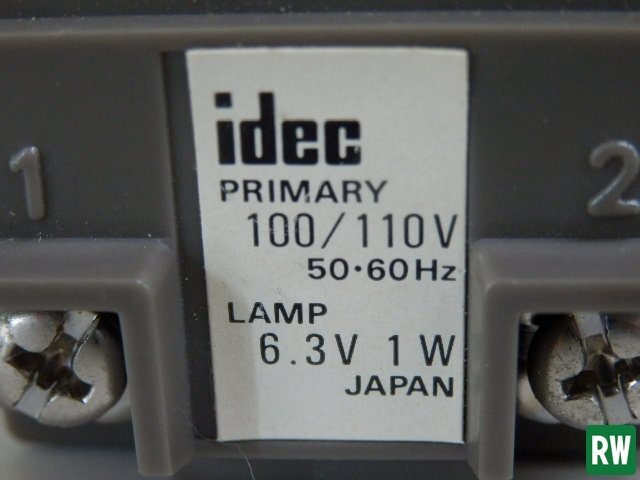 idec
PRIMARY
100/110V
50·60Hz
LAMP
6.3V 1W
JAPAN
1
2
RW